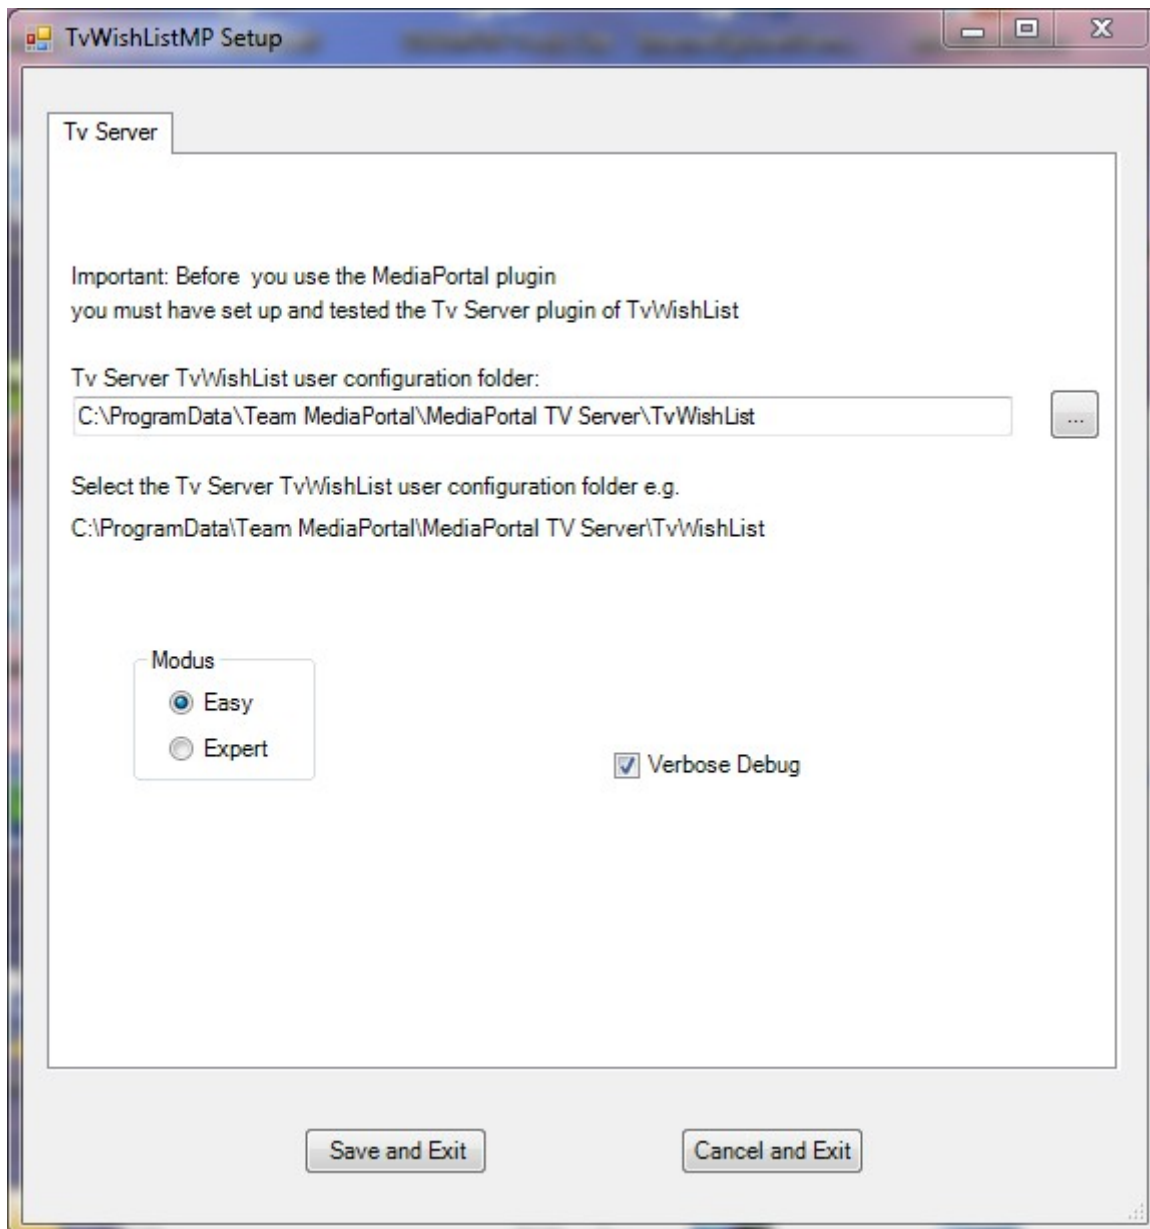 TvWishListMP Setup
Tv Server
Important: Before  you use the MediaPortal plugin
you must have set up and tested the Tv Server plugin of TvWishList
Tv Server TvWishList user configuration folder:
C:\ProgramData\Team MediaPortal\MediaPortal TV Server\TvWishList
...
Select the Tv Server TvWishList user configuration folder e.g.
C:\ProgramData\Team MediaPortal\MediaPortal TV Server\TvWishList
Modus
Easy
Expert
Verbose Debug
Save and Exit
Cancel and Exit